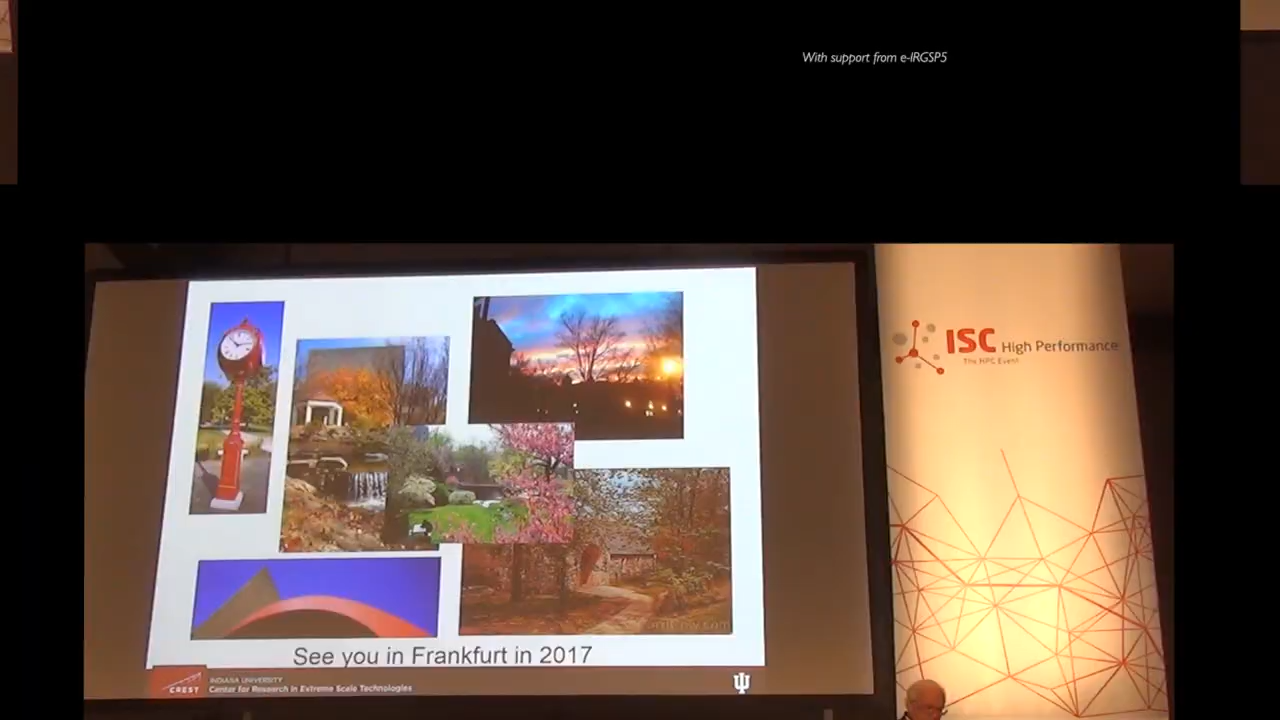 With support from e-IRGSP5
ISC High Performance
The HPC Event
See you in Frankfurt in 2017
CREST
INDIANA UNIVERSITY
Center for Research in Extreme Scale Technologies